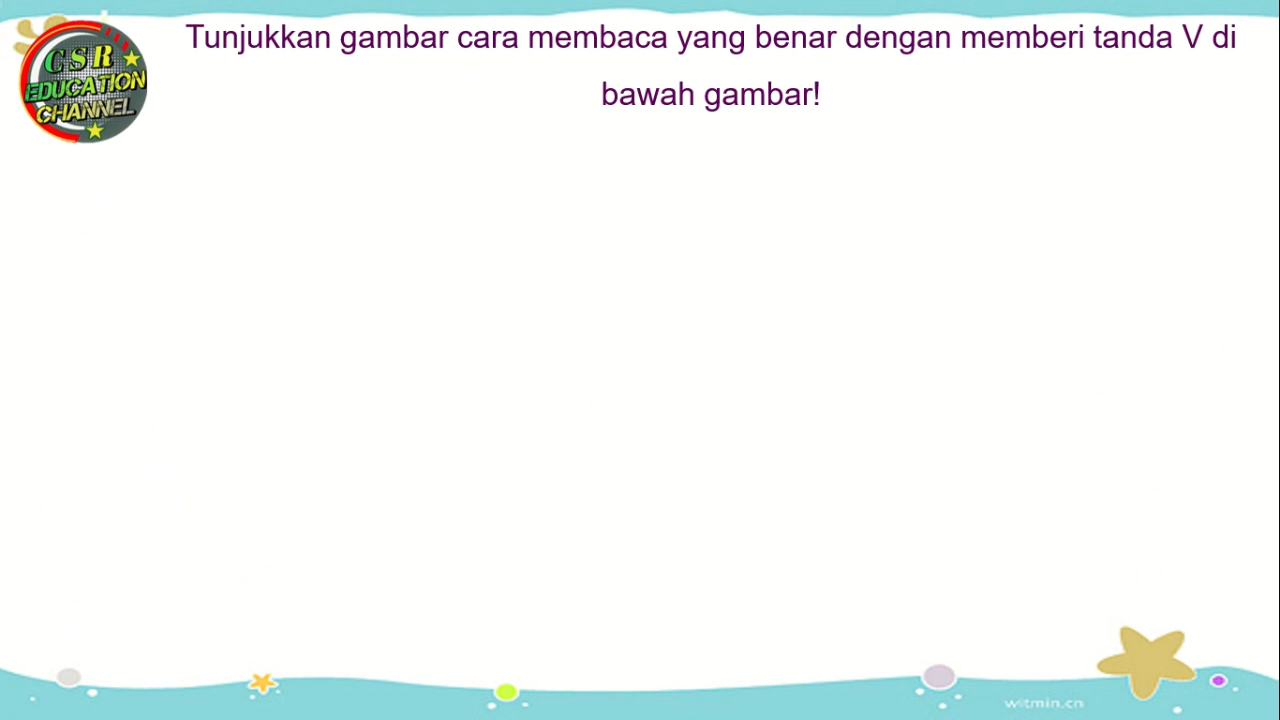 Tunjukkan gambar cara membaca yang benar dengan memberi tanda V di
bawah gambar!
CSR
EDUCATION
CHANNEL
witmin.cn